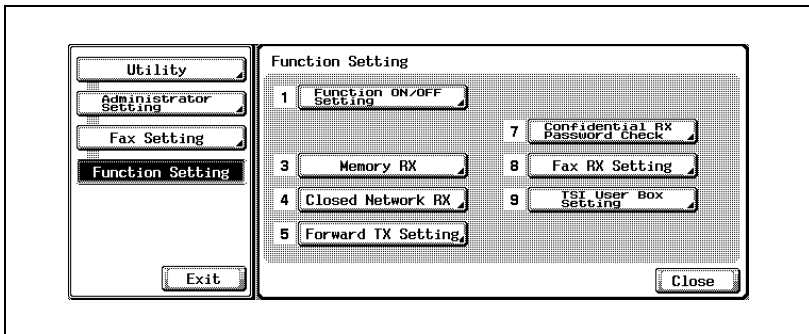 Utility
Administrator
Setting
Fax Setting
Function Setting
Exit
Function Setting
1 Function ON/OFF
Setting
7 Confidential RX
Password Check
3 Memory RX
8 Fax RX Setting
4 Closed Network RX
9 TSI User Box
Setting
5 Forward TX Setting
Close